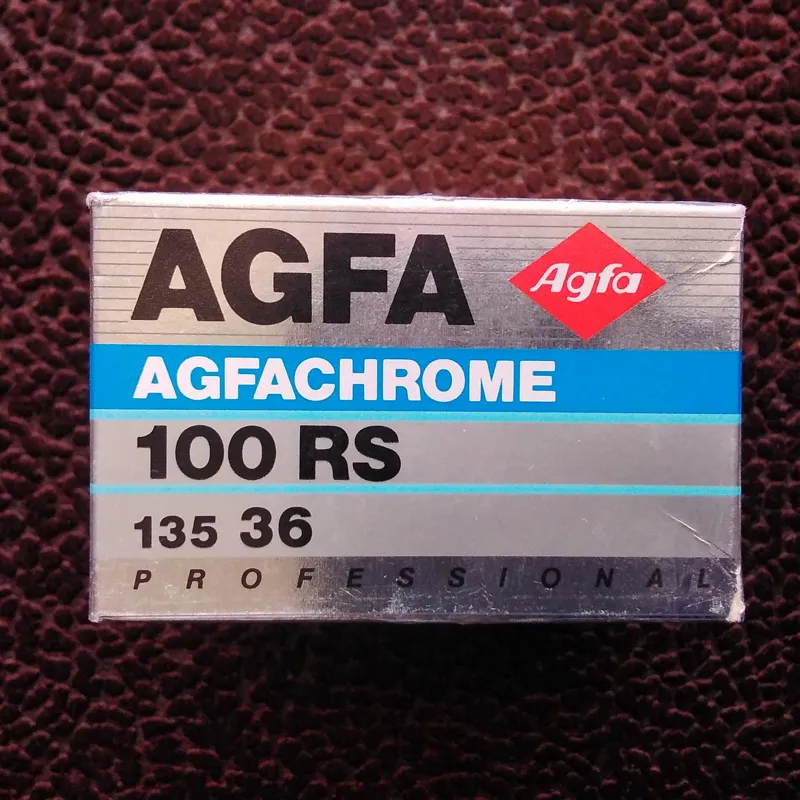 AGFA
Agfa
AGFACHROME
100 RS
135 36
PROFESSIONAL